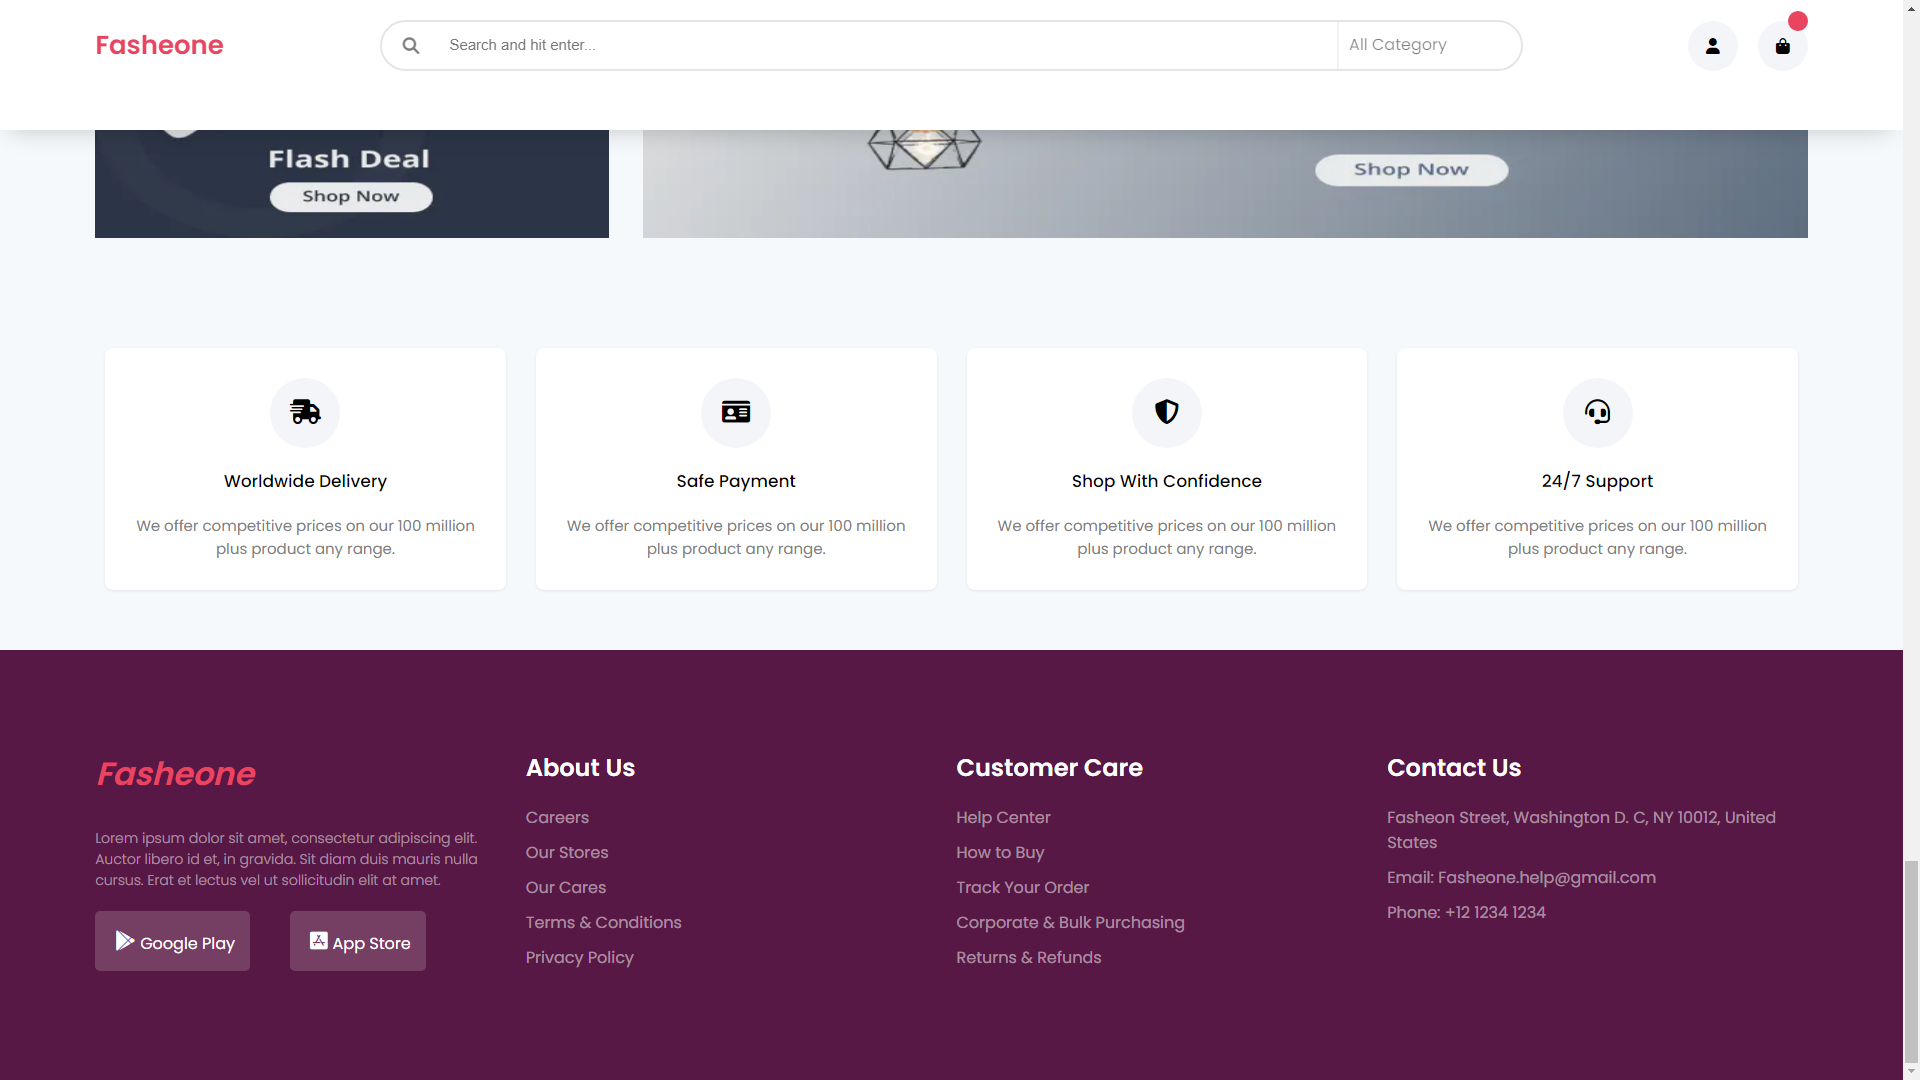 Fasheone
Search and hit enter...
All Category
Flash Deal
Shop Now
Shop Now
Worldwide Delivery
We offer competitive prices on our 100 million
plus product any range.
Safe Payment
We offer competitive prices on our 100 million
plus product any range.
Shop With Confidence
We offer competitive prices on our 100 million
plus product any range.
24/7 Support
We offer competitive prices on our 100 million
plus product any range.
Fasheone
Lorem ipsum dolor sit amet, consectetur adipiscing elit.
Auctor libero id et, in gravida. Sit diam duis mauris nulla
cursus. Erat et lectus vel ut sollicitudin elit at amet.
Google Play
App Store
About Us
Careers
Our Stores
Our Cares
Terms & Conditions
Privacy Policy
Customer Care
Help Center
How to Buy
Track Your Order
Corporate & Bulk Purchasing
Returns & Refunds
Contact Us
Fasheon Street, Washington D. C, NY 10012, United
States
Email: Fasheone.help@gmail.com
Phone: +12 1234 1234